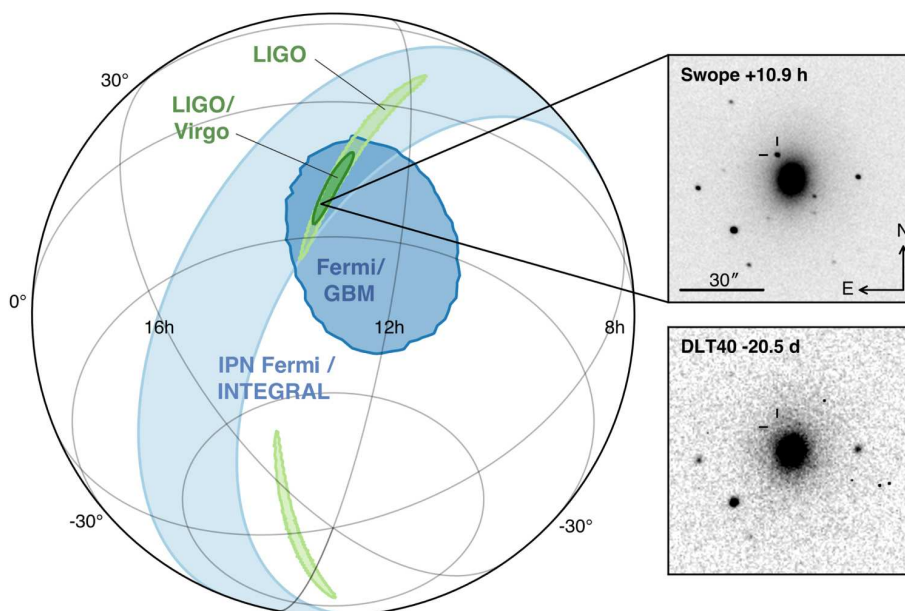 LIGO
30°
LIGO/
Virgo
Fermi/
GBM
0°
16h
12h
8h
IPN Fermi /
INTEGRAL
-30°
-30°
Swope +10.9 h
N
E
30″
DLT40 -20.5 d